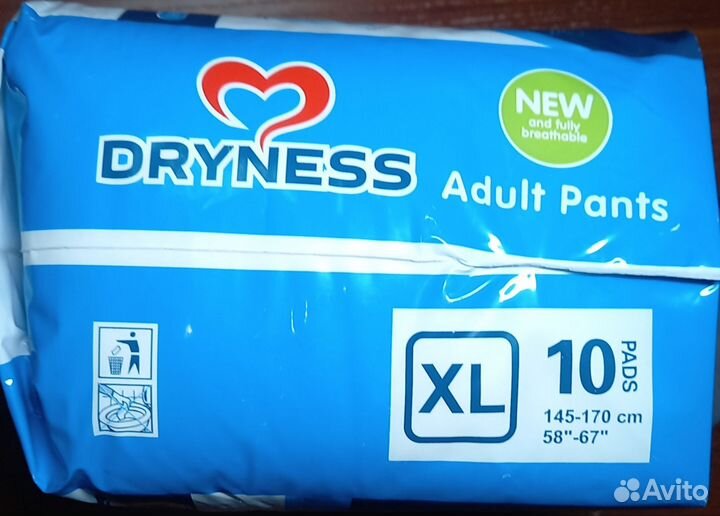 DRYNESS
NEW
and fully
breathable
Adult Pants
XL
10 PADS
145-170 cm
58"-67"
Avito